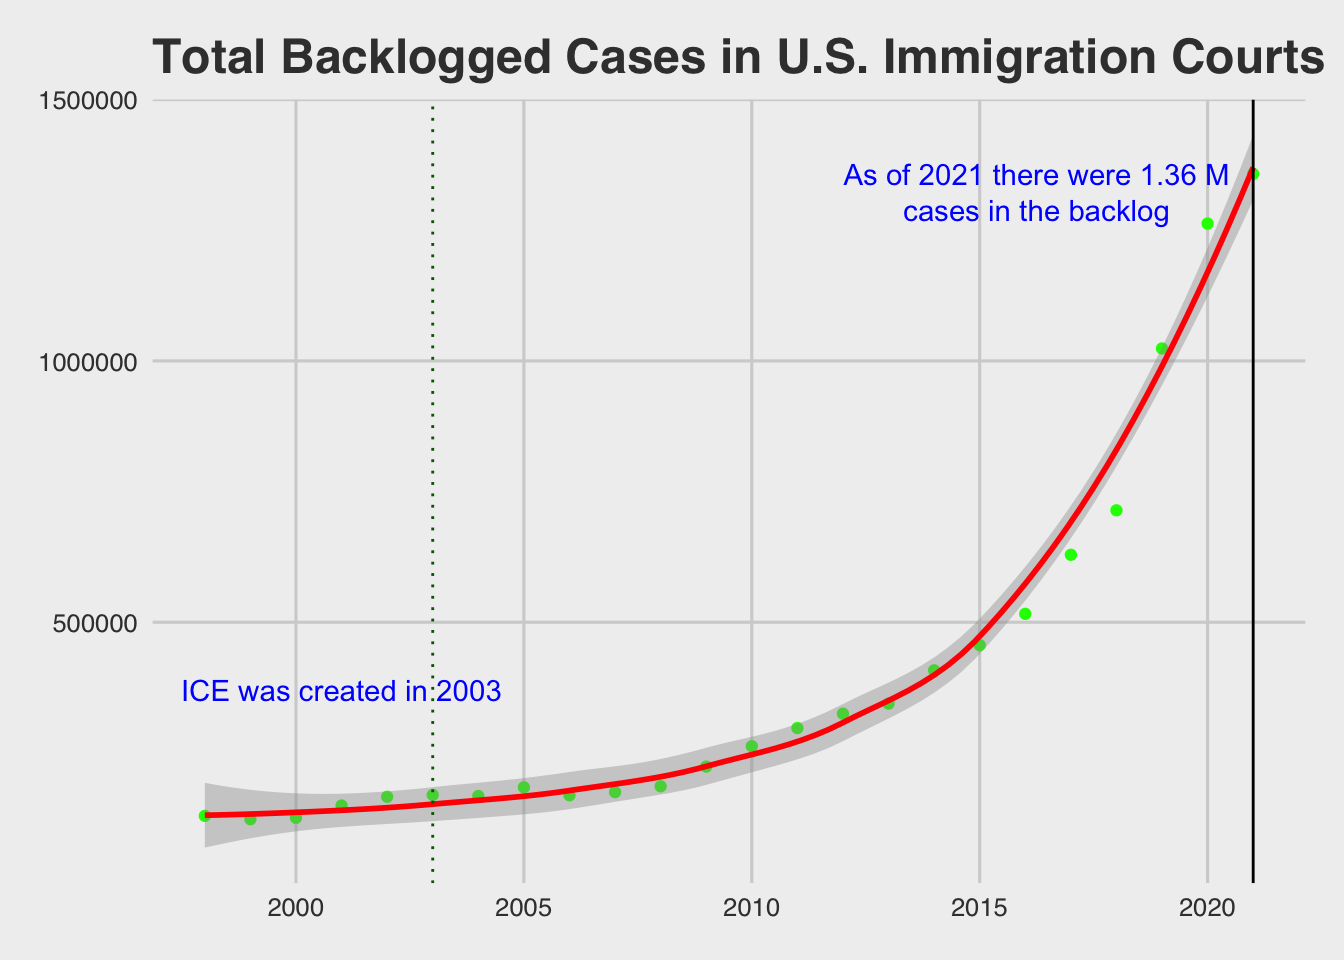 Total Backlogged Cases in U.S. Immigration Courts
1500000
As of 2021 there were 1.36 M
cases in the backlog
1000000
500000
ICE was created in 2003
2000 2005 2010 2015 2020